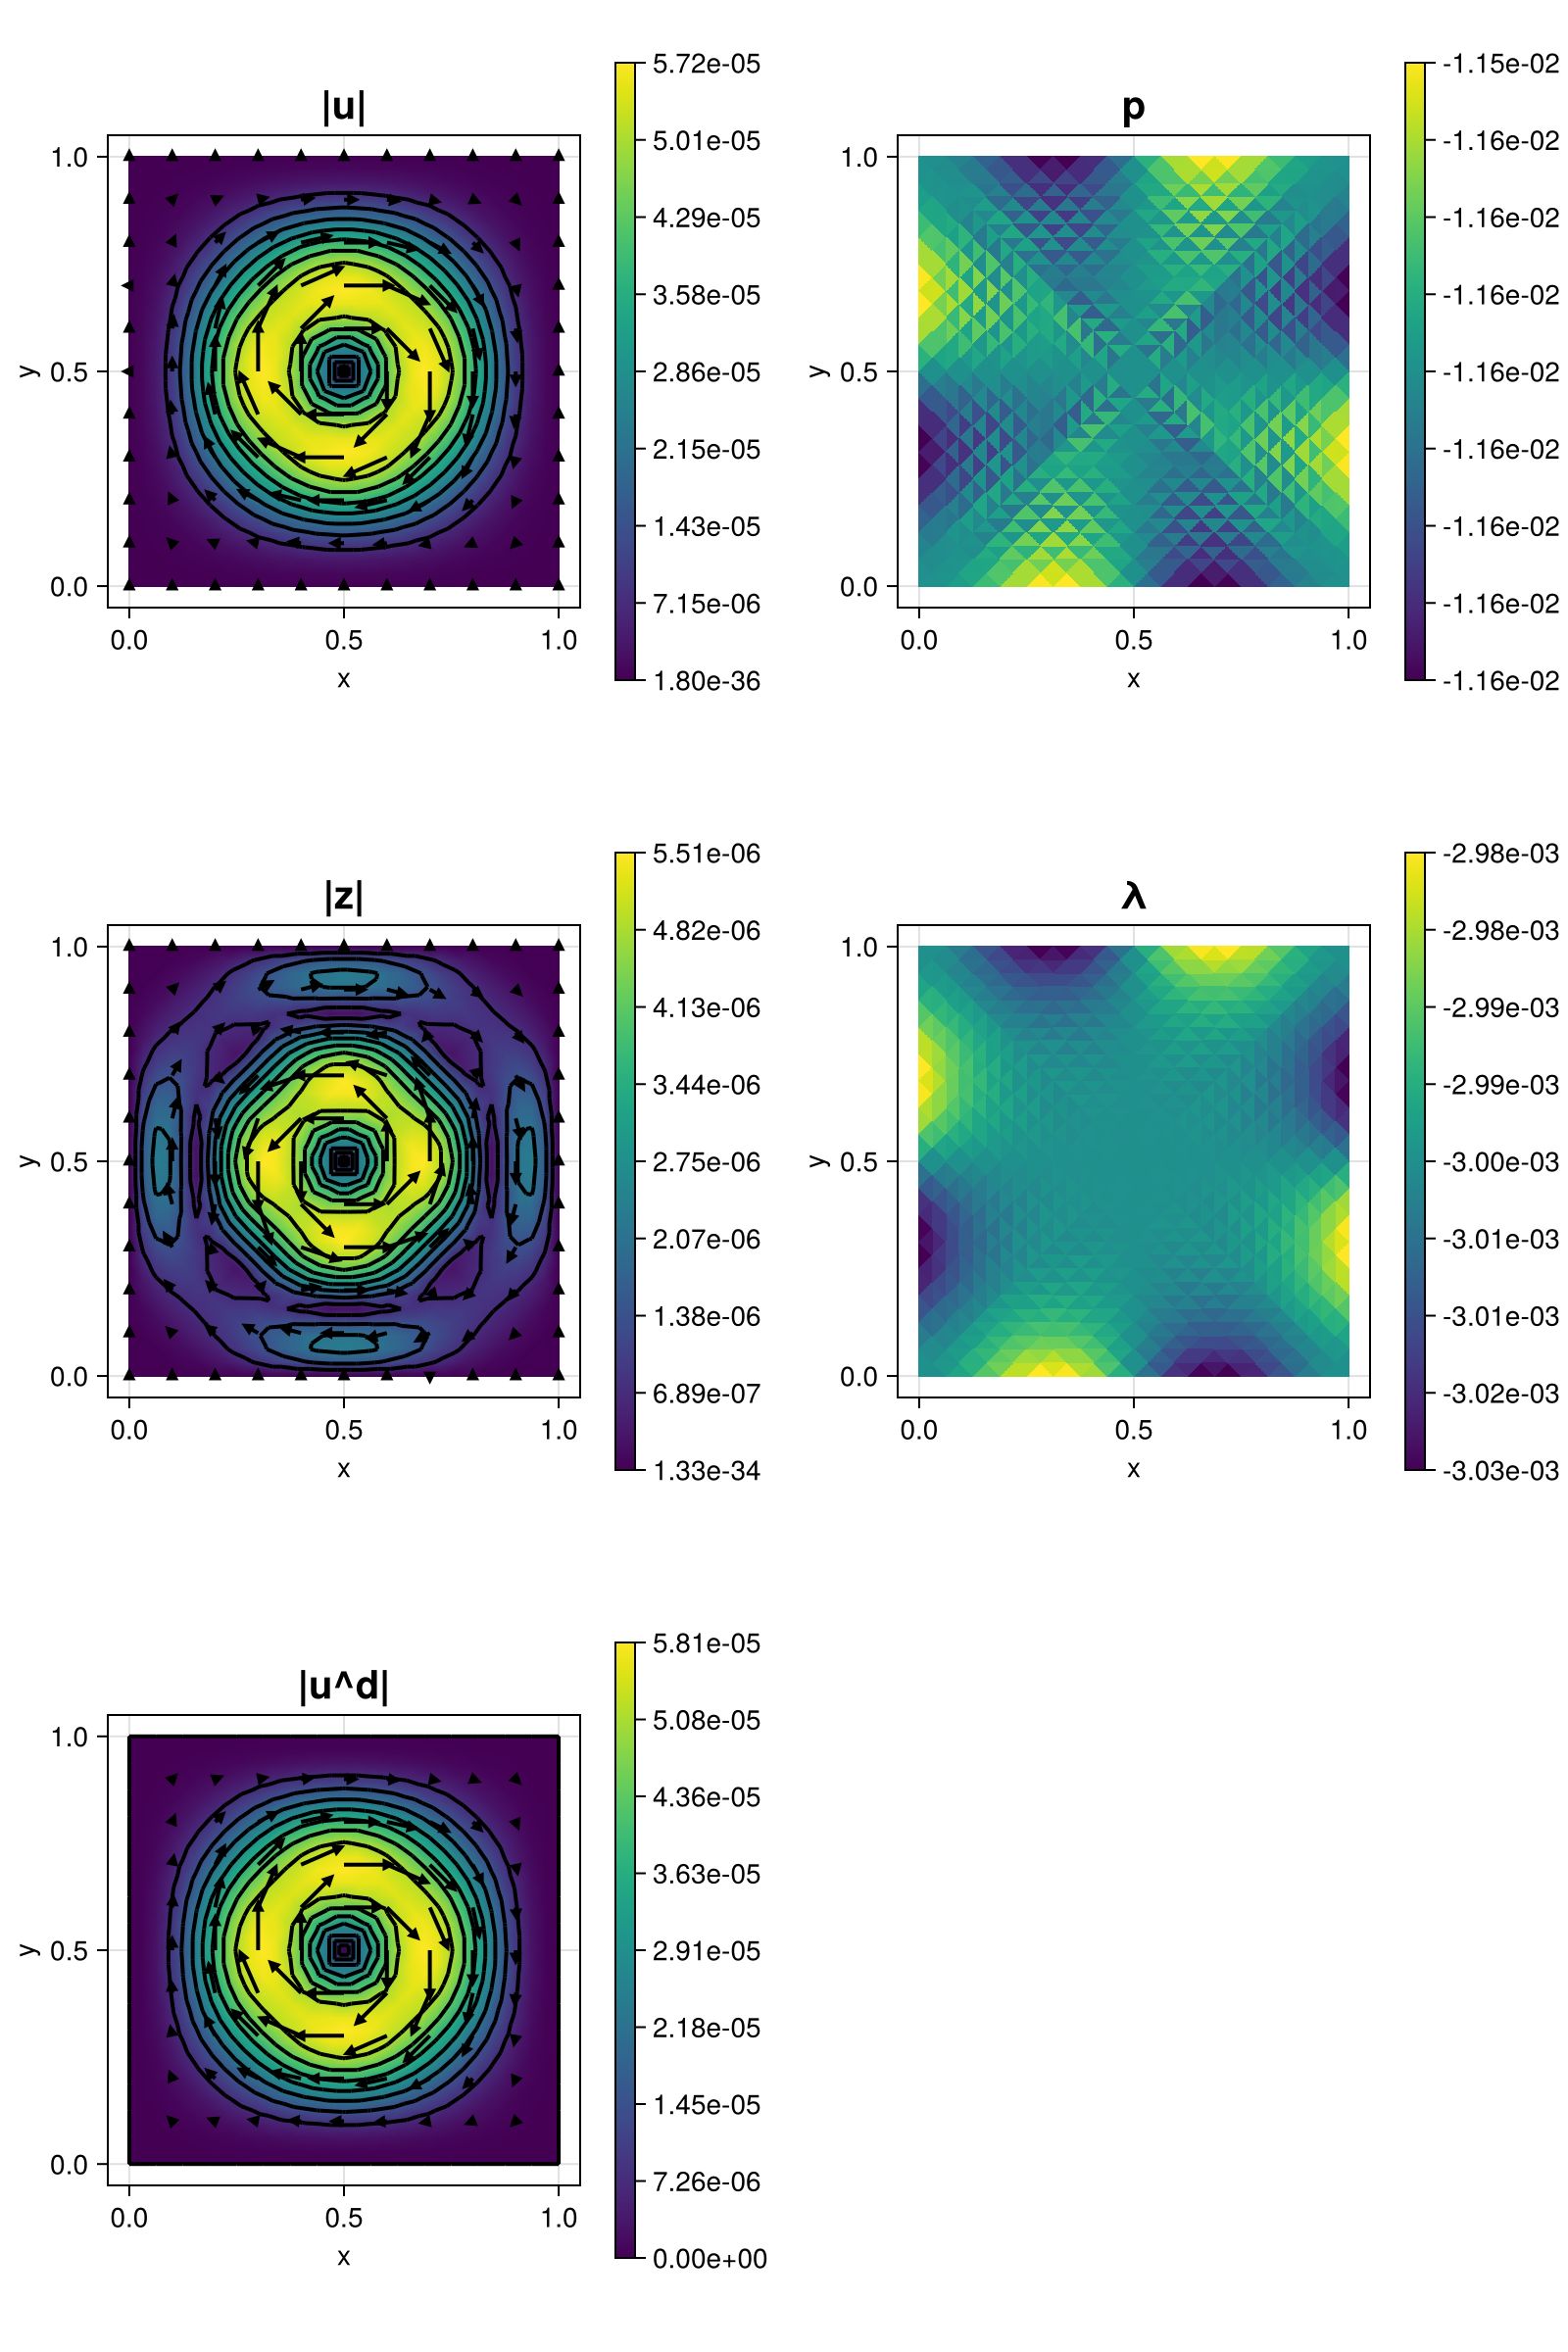 |u|
1.0
0.5
0.0
y
0.0 0.5 1.0
x
5.72e-05
5.01e-05
4.29e-05
3.58e-05
2.86e-05
2.15e-05
1.43e-05
7.15e-06
1.80e-36
p
1.0
0.5
0.0
y
0.0 0.5 1.0
x
-1.15e-02
-1.16e-02
-1.16e-02
-1.16e-02
-1.16e-02
-1.16e-02
-1.16e-02
-1.16e-02
-1.16e-02
|z|
1.0
0.5
0.0
y
0.0 0.5 1.0
x
5.51e-06
4.82e-06
4.13e-06
3.44e-06
2.75e-06
2.07e-06
1.38e-06
6.89e-07
1.33e-34
λ
1.0
0.5
0.0
y
0.0 0.5 1.0
x
-2.98e-03
-2.98e-03
-2.99e-03
-2.99e-03
-3.00e-03
-3.01e-03
-3.01e-03
-3.02e-03
-3.03e-03
|u^d|
1.0
0.5
0.0
y
0.0 0.5 1.0
x
5.81e-05
5.08e-05
4.36e-05
3.63e-05
2.91e-05
2.18e-05
1.45e-05
7.26e-06
0.00e+00